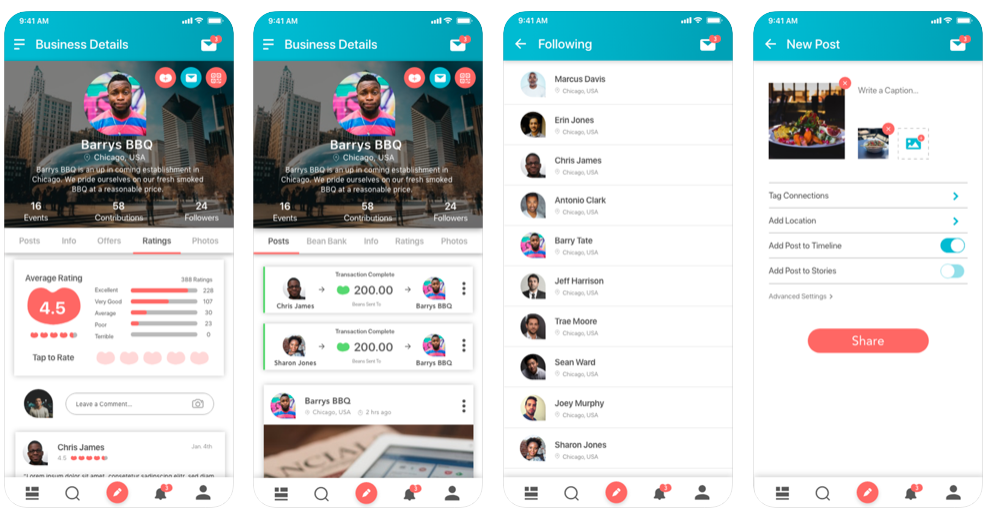 9:41 AM
Business Details
3
Barrys BBQ
Chicago, USA
Barrys BBQ is an up in coming establishment in
Chicago. We pride ourselves on our fresh smoked
BBQ at a reasonable price.
16 58 24
Events Contributions Followers
Posts Info Offers Ratings Photos
Average Rating 388 Ratings
4.5
Excellent 228
Very Good 107
Average 30
Poor 23
Terrible 0
Tap to Rate
Leave a Comment...
Chris James Jan. 4th
4.5
"Lorem ipsum dolor sit amet, consetetur sadipscing elitr, sed diam
3
9:41 AM
Business Details
3
Barrys BBQ
Chicago, USA
Barrys BBQ is an up in coming establishment in
Chicago. We pride ourselves on our fresh smoked
BBQ at a reasonable price.
16 58 24
Events Contributions Followers
Posts Bean Bank Info Ratings Photos
Transaction Complete
200.00
Chris James Beans Sent To Barrys BBQ
Transaction Complete
200.00
Sharon Jones Beans Sent To Barrys BBQ
Barrys BBQ
Chicago, USA 2 hrs ago
NCIAL
3
9:41 AM
Following
3
Marcus Davis
Chicago, USA
Erin Jones
Chicago, USA
Chris James
Chicago, USA
Antonio Clark
Chicago, USA
Barry Tate
Chicago, USA
Jeff Harrison
Chicago, USA
Trae Moore
Chicago, USA
Sean Ward
Chicago, USA
Joey Murphy
Chicago, USA
Sharon Jones
Chicago, USA
3
9:41 AM
New Post
3
Write a Caption...
Tag Connections
Add Location
Add Post to Timeline
Add Post to Stories
Advanced Settings
Share
3